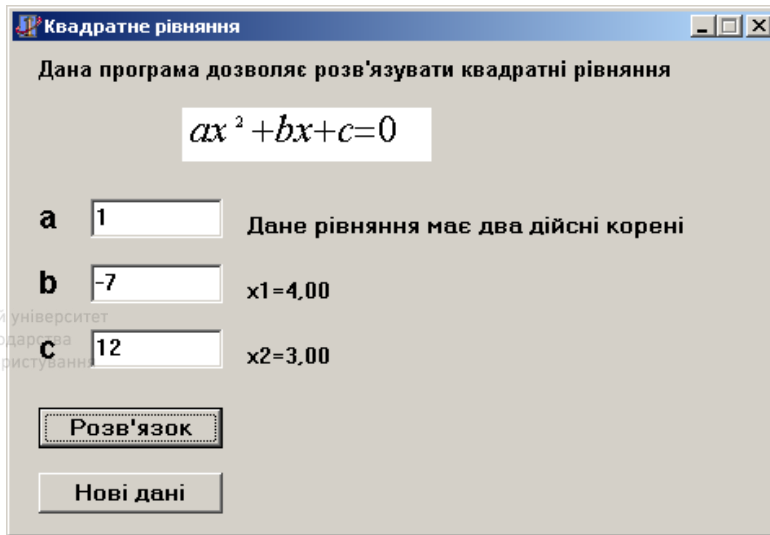 Квадратне рівняння
Дана програма дозволяє розв'язувати квадратні рівняння
ax²+bx+c=0
a 1 Дане рівняння має два дійсні корені
b -7 x1=4,00
c 12 x2=3,00
університет
Розв'язок
Нові дані